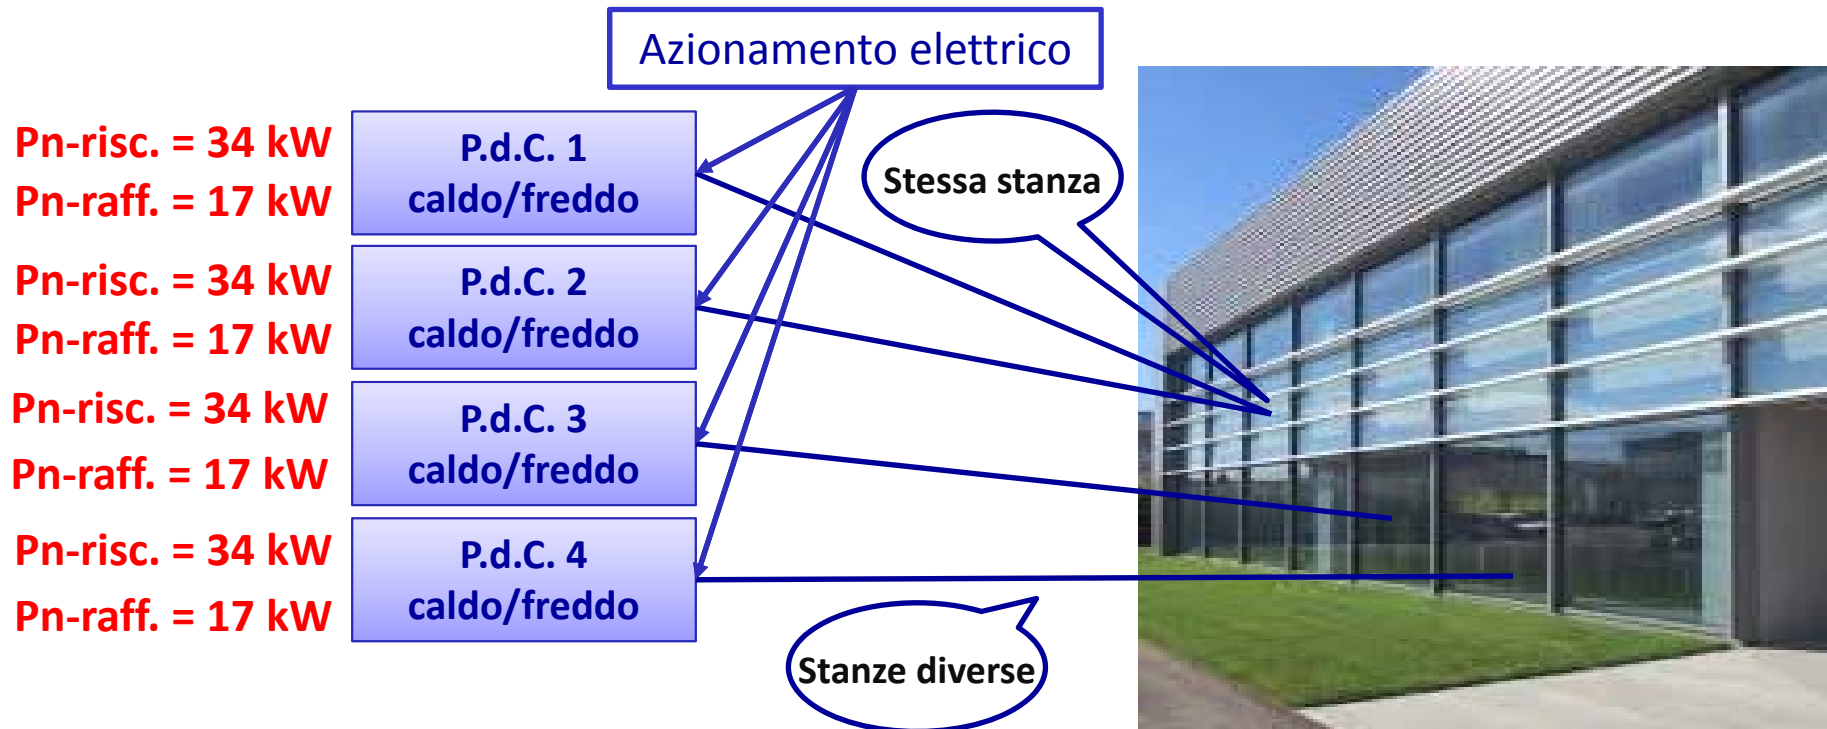 Azionamento elettrico
Pn-risc. = 34 kW
Pn-raff. = 17 kW
P.d.C. 1
caldo/freddo
Stessa stanza
Pn-risc. = 34 kW
Pn-raff. = 17 kW
P.d.C. 2
caldo/freddo
Pn-risc. = 34 kW
Pn-raff. = 17 kW
P.d.C. 3
caldo/freddo
Pn-risc. = 34 kW
Pn-raff. = 17 kW
P.d.C. 4
caldo/freddo
Stanze diverse